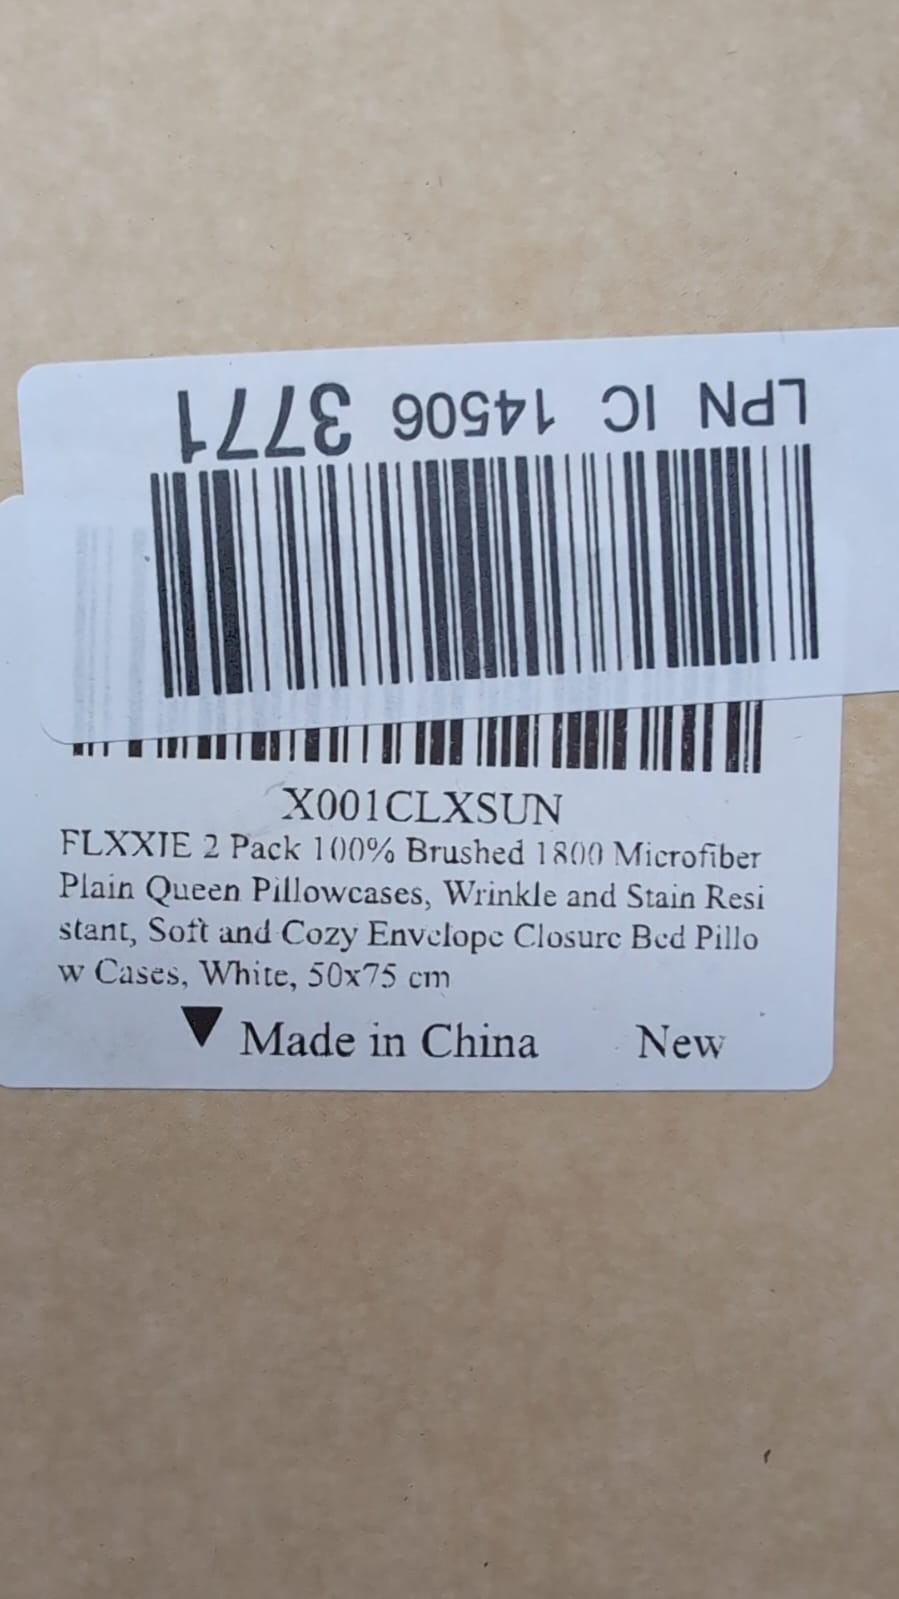 LPN IC 14506 3771
X001CLXSUN
FLXXIE 2 Pack 100% Brushed 1800 Microfiber
Plain Queen Pillowcases, Wrinkle and Stain Resi
stant, Soft and Cozy Envelope Closure Bed Pillo
w Cases, White, 50x75 cm
Made in China New